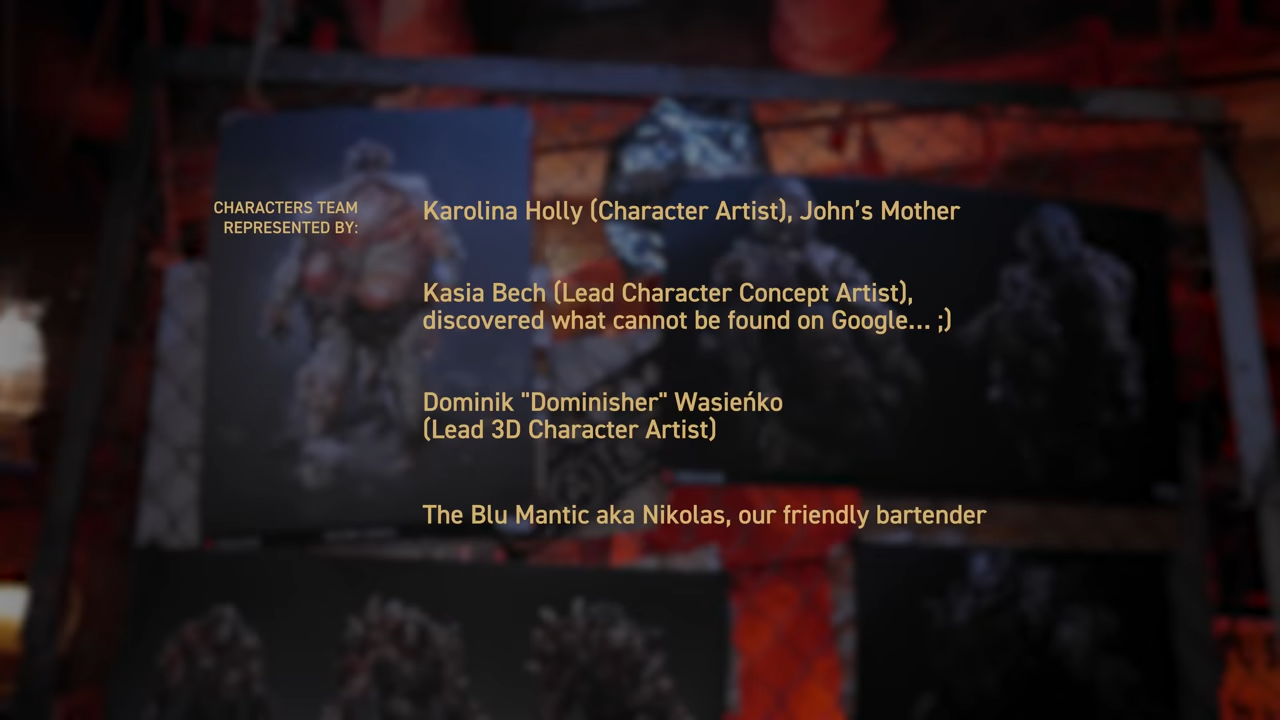 CHARACTERS TEAM
REPRESENTED BY:
Karolina Holly (Character Artist), John’s Mother
Kasia Bech (Lead Character Concept Artist),
discovered what cannot be found on Google... ;)
Dominik "Dominisher" Wasieńko
(Lead 3D Character Artist)
The Blu Mantic aka Nikolas, our friendly bartender